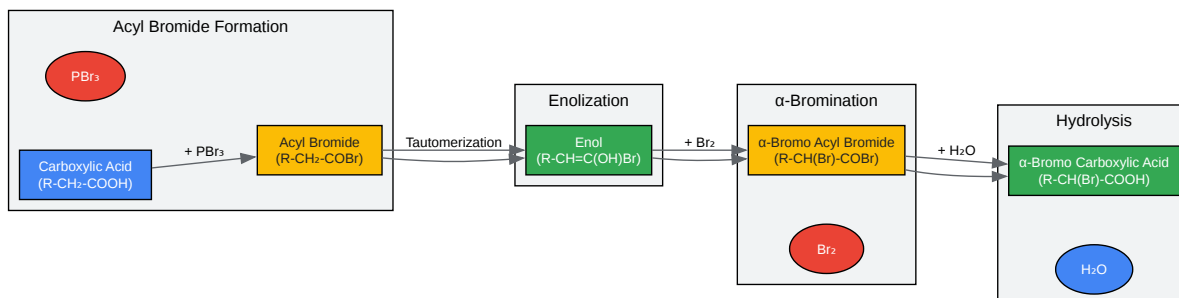 Acyl Bromide Formation
PBr₃
Carboxylic Acid
(R-CH₂-COOH)
+ PBr₃
Acyl Bromide
(R-CH₂-COBr)
Tautomerization
Enolization
Enol
(R-CH=C(OH)Br)
+ Br₂
α-Bromination
α-Bromo Acyl Bromide
(R-CH(Br)-COBr)
Br₂
+ H₂O
Hydrolysis
α-Bromo Carboxylic Acid
(R-CH(Br)-COOH)
H₂O